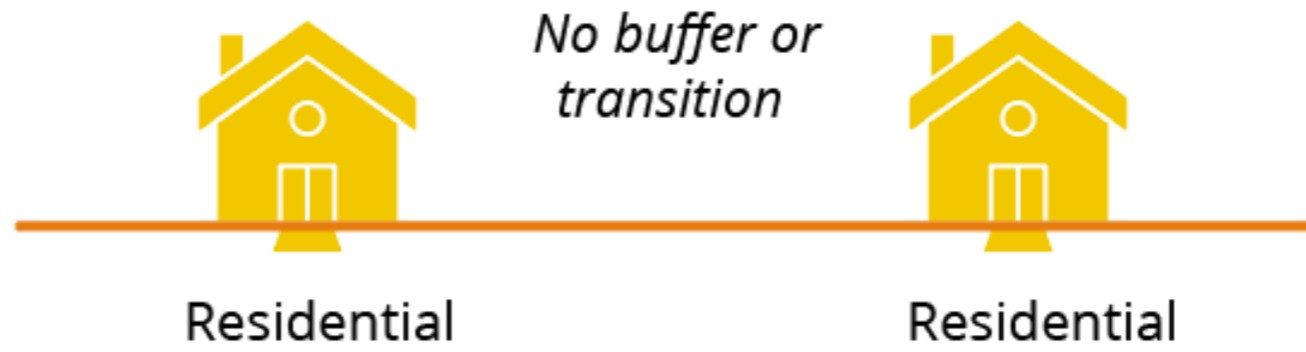 No buffer or
transition
Residential
Residential